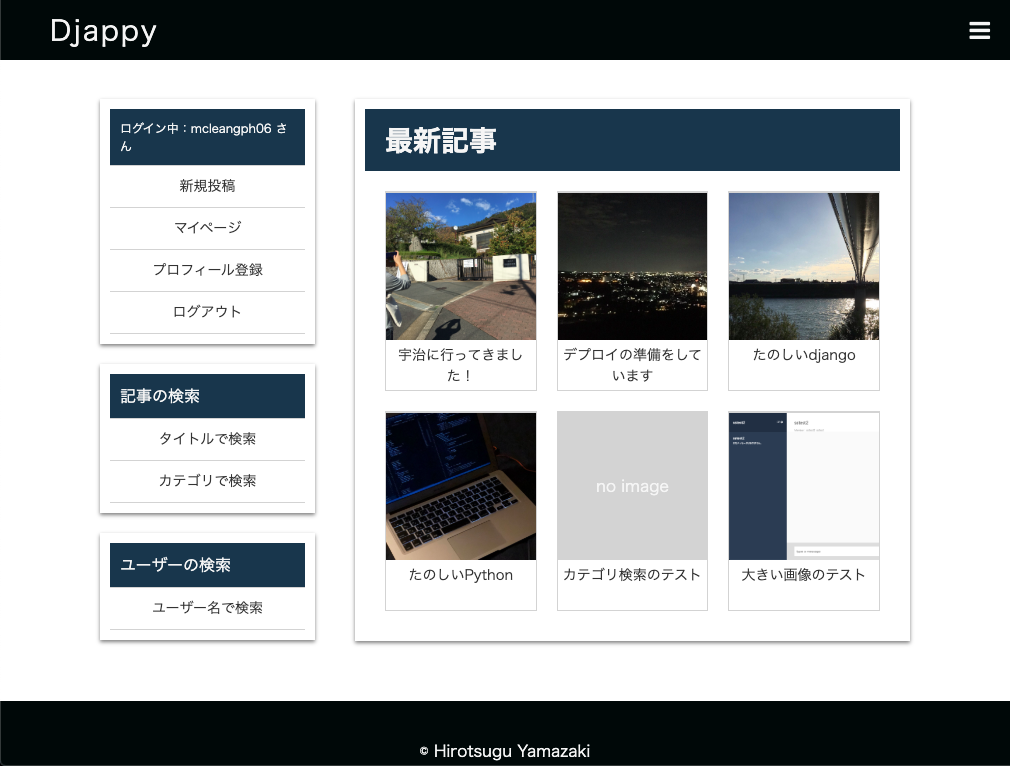 Djappy
ログイン中：mcleangph06 さ
ん
新規投稿
マイページ
プロフィール登録
ログアウト
記事の検索
タイトルで検索
カテゴリで検索
ユーザーの検索
ユーザー名で検索
最新記事
宇治に行ってきまし
た！
デプロイの準備をして
います
たのしいdjango
たのしいPython
no image
カテゴリ検索のテスト
大きい画像のテスト
© Hirotsugu Yamazaki